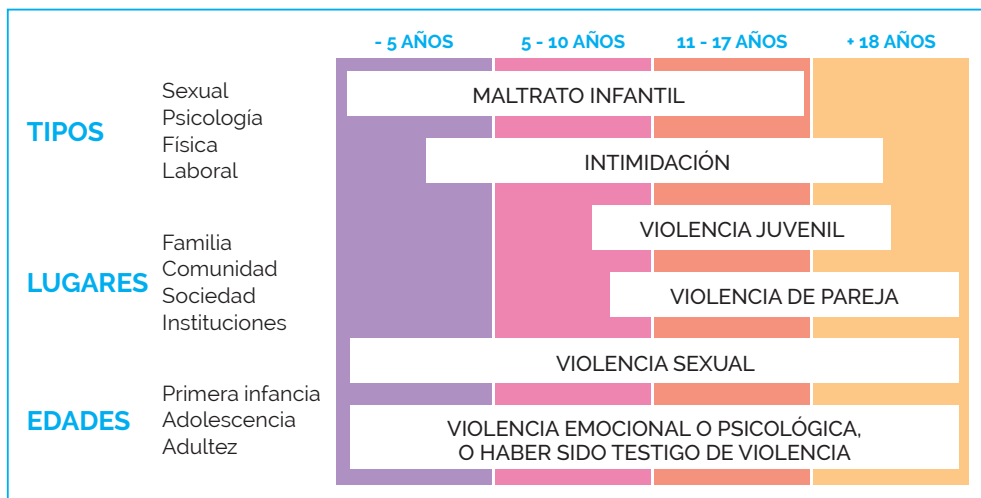 - 5 AÑOS
5 - 10 AÑOS
11 - 17 AÑOS
+ 18 AÑOS
TIPOS
Sexual
Psicología
Física
Laboral
LUGARES
Familia
Comunidad
Sociedad
Instituciones
EDADES
Primera infancia
Adolescencia
Adultez
MALTRATO INFANTIL
INTIMIDACIÓN
VIOLENCIA JUVENIL
VIOLENCIA DE PAREJA
VIOLENCIA SEXUAL
VIOLENCIA EMOCIONAL O PSICOLÓGICA,
O HABER SIDO TESTIGO DE VIOLENCIA